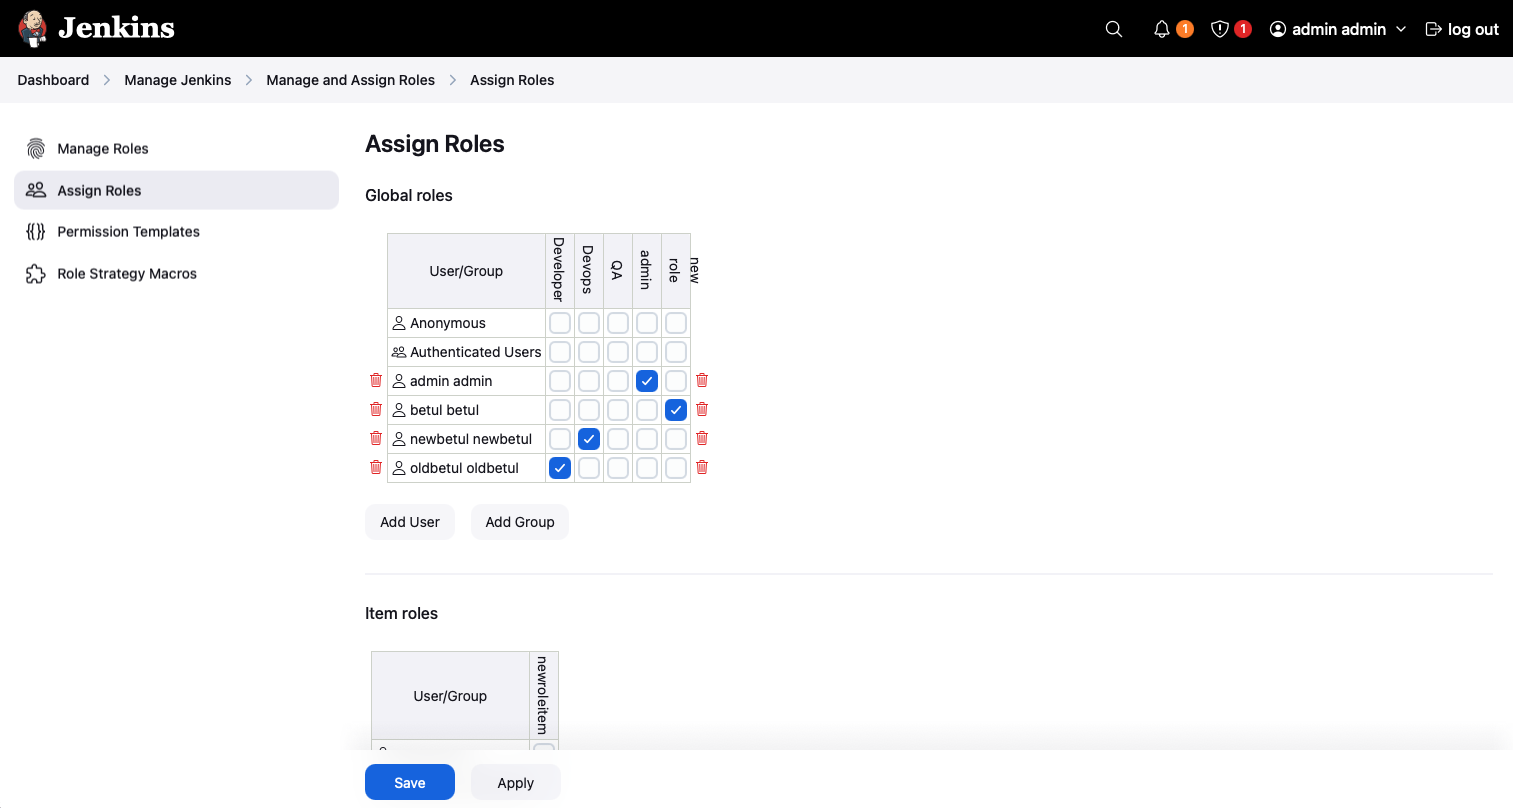 Jenkins
1
1
admin admin
log out
Dashboard
Manage Jenkins
Manage and Assign Roles
Assign Roles
Manage Roles
Assign Roles
Permission Templates
Role Strategy Macros
Assign Roles
Global roles
User/Group
Developer
Devops
QA
admin
role
new
Anonymous
Authenticated Users
admin admin
betul betul
newbetul newbetul
oldbetul oldbetul
Add User
Add Group
Item roles
User/Group
newroleitem
Save
Apply